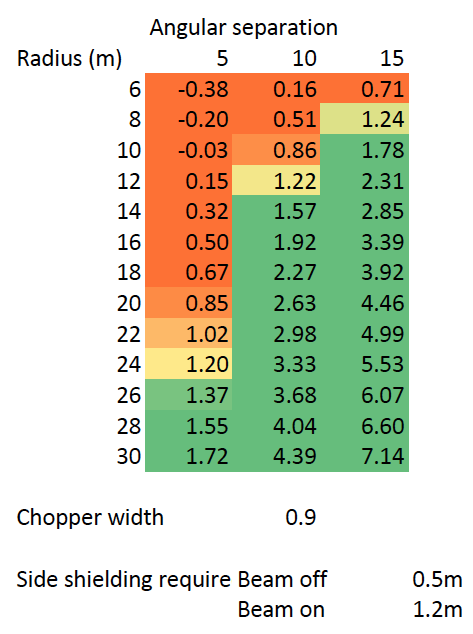 Angular separation
Radius (m) 5 10 15
6 -0.38 0.16 0.71
8 -0.20 0.51 1.24
10 -0.03 0.86 1.78
12 0.15 1.22 2.31
14 0.32 1.57 2.85
16 0.50 1.92 3.39
18 0.67 2.27 3.92
20 0.85 2.63 4.46
22 1.02 2.98 4.99
24 1.20 3.33 5.53
26 1.37 3.68 6.07
28 1.55 4.04 6.60
30 1.72 4.39 7.14
Chopper width 0.9
Side shielding require Beam off 0.5m
Beam on 1.2m